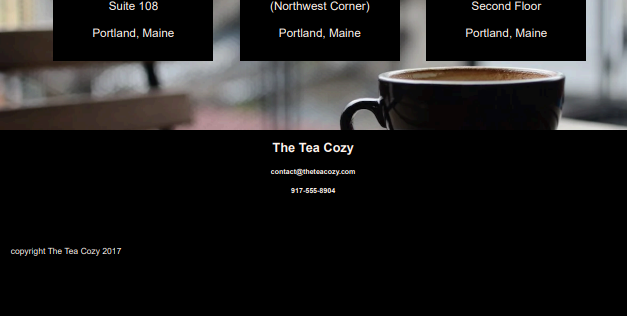 Suite 108
(Northwest Corner)
Second Floor
Portland, Maine
Portland, Maine
Portland, Maine
The Tea Cozy
contact@theteacozy.com
917-555-8904
copyright The Tea Cozy 2017